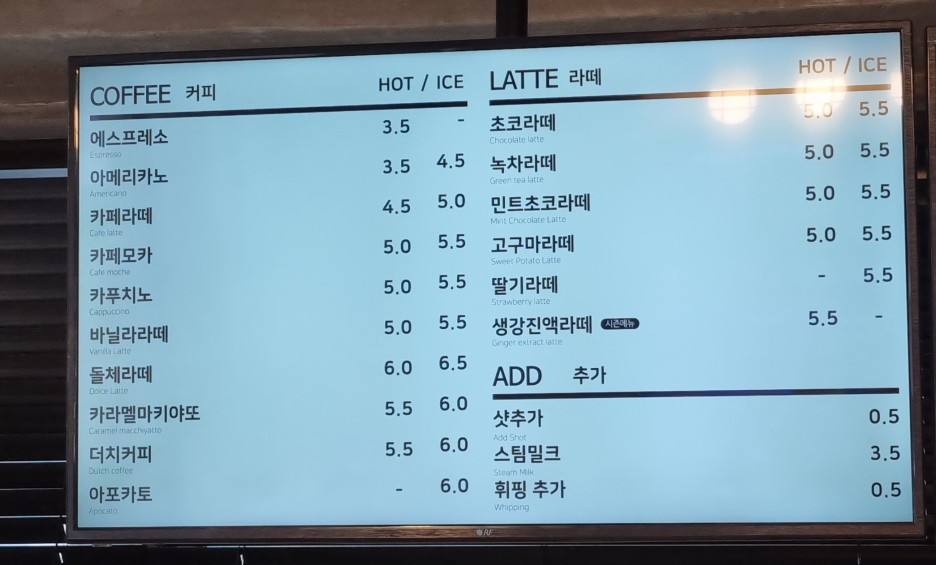 COFFEE 커피 HOT / ICE
에스프레소 3.5 -
Espresso
아메리카노 3.5 4.5
Americano
카페라떼 4.5 5.0
Cafe latte
카페모카 5.0 5.5
Cafe mocha
카푸치노 5.0 5.5
Cappuccino
바닐라라떼 5.0 5.5
Vanilla Latte
돌체라떼 6.0 6.5
Dolce Latte
카라멜마키야또 5.5 6.0
Caramel macchiyatto
더치커피 5.5 6.0
Dutch coffee
아포카토 - 6.0
Apocato
LATTE 라떼 HOT / ICE
초코라떼 5.0 5.5
Chocolate latte
녹차라떼 5.0 5.5
Green tea latte
민트초코라떼 5.0 5.5
Mint Chocolate Latte
고구마라떼 5.0 5.5
Sweet Potato Latte
딸기라떼 - 5.5
Strawberry latte
생강진액라떼 시즌메뉴 5.5 -
Ginger extract latte
ADD 추가
샷추가 0.5
Add Shot
스팀밀크 3.5
Steam Milk
휘핑 추가 0.5
Whipping